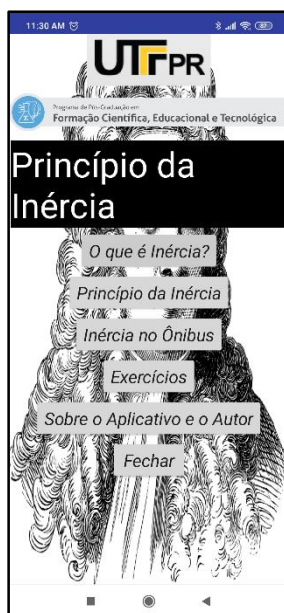 11:30 AM
UTFPR
Programa de Pós-Graduação em
Formação Científica, Educacional e Tecnológica
Princípio da
Inércia
O que é Inércia?
Princípio da Inércia
Inércia no Ônibus
Exercícios
Sobre o Aplicativo e o Autor
Fechar